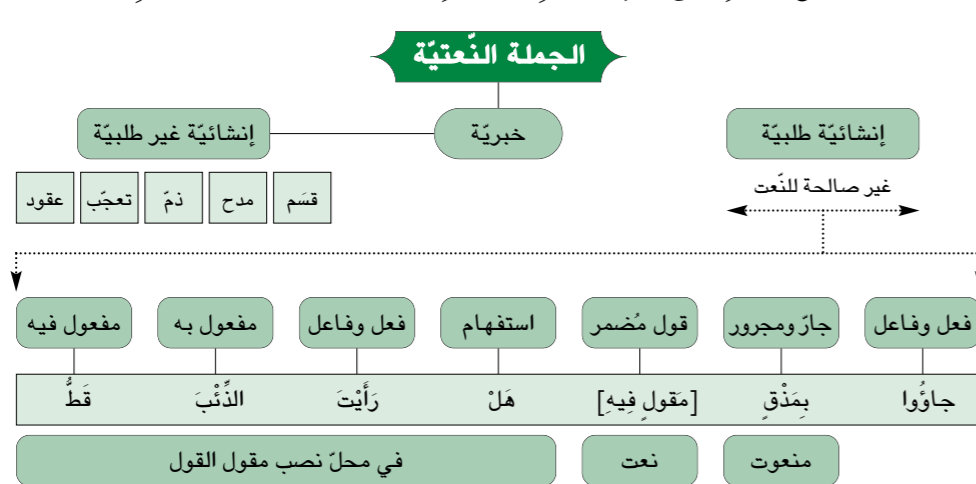 الجملة النّعتيّة
إنشائيّة طلبيّة خبريّة إنشائيّة غير طلبيّة
غير صالحة للنّعت
قسَم مدح ذمّ تعجّب عقود
فعل وفاعل جارّ ومجرور قول مُضمر استفهام فعل وفاعل مفعول به مفعول فيه
جاؤُوا بِمَذْقٍ [مَقولٍ فِيهِ] هَلْ رَأَيْتَ الذِّئْبَ قَطُّ
منعوت نعت في محلّ نصب مقول القول